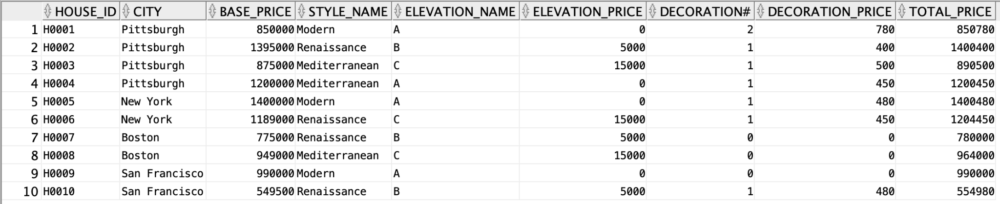 HOUSE_ID CITY BASE_PRICE STYLE_NAME ELEVATION_NAME ELEVATION_PRICE DECORATION# DECORATION_PRICE TOTAL_PRICE
1 H0001 Pittsburgh 850000 Modern A 0 2 780 850780
2 H0002 Pittsburgh 1395000 Renaissance B 5000 1 400 1400400
3 H0003 Pittsburgh 875000 Mediterranean C 15000 1 500 890500
4 H0004 Pittsburgh 1200000 Mediterranean A 0 1 450 1200450
5 H0005 New York 1400000 Modern A 0 1 480 1400480
6 H0006 New York 1189000 Renaissance C 15000 1 450 1204450
7 H0007 Boston 775000 Renaissance B 5000 0 0 780000
8 H0008 Boston 949000 Mediterranean C 15000 0 0 964000
9 H0009 San Francisco 990000 Modern A 0 0 0 990000
10 H0010 San Francisco 549500 Renaissance B 5000 1 480 554980